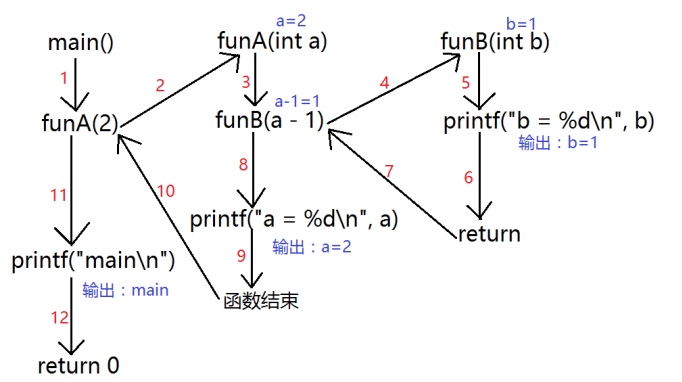 main()
1
funA(2)
11
printf("main\n")
输出：main
12
return 0
2
10
a=2
funA(int a)
3
a-1=1
funB(a - 1)
8
printf("a = %d\n", a)
输出：a=2
9
函数结束
4
7
b=1
funB(int b)
5
printf("b = %d\n", b)
输出：b=1
6
return